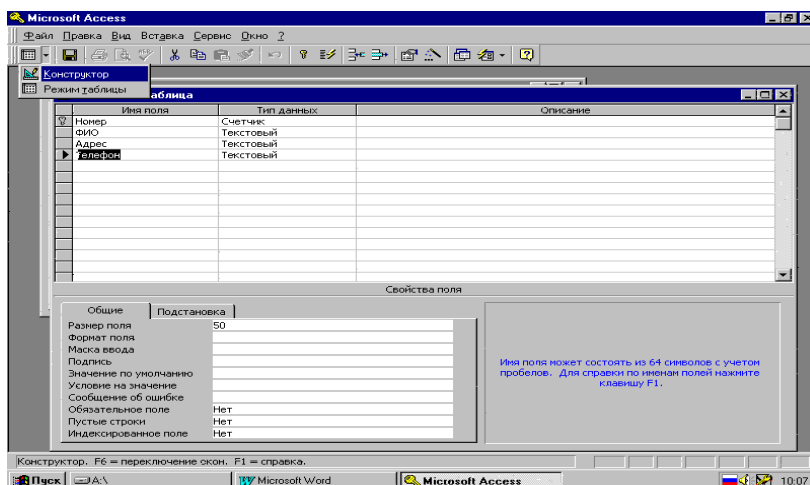 Microsoft Access
Файл Правка Вид Вставка Сервис Окно ?
Конструктор
Режим таблицы
аблица
Имя поля Тип данных Описание
Номер Счетчик
ФИО Текстовый
Адрес Текстовый
Телефон Текстовый
Свойства поля
Общие Подстановка
Размер поля 50
Формат поля
Маска ввода
Подпись
Значение по умолчанию
Условие на значение
Сообщение об ошибке
Обязательное поле Нет
Пустые строки Нет
Индексированное поле Нет
Имя поля может состоять из 64 символов с учетом
пробелов. Для справки по именам полей нажмите
клавишу F1.
Конструктор. F6 = переключение окон. F1 = справка.
Пуск A:\ Microsoft Word Microsoft Access 10:07